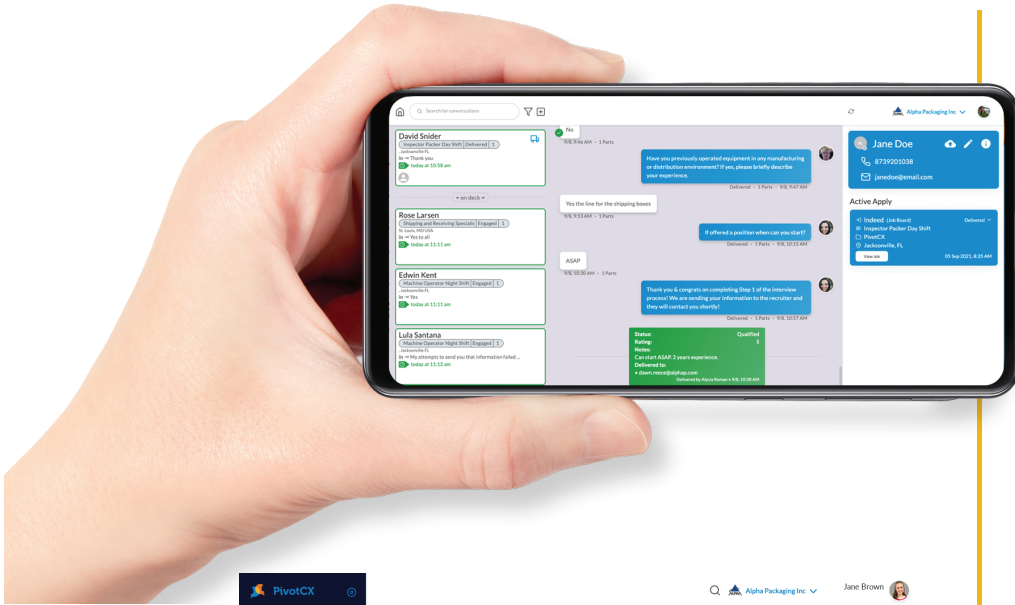 Search for conversations
Alpha Packaging Inc
David Snider
Inspector Packer Day Shift | Delivered | 1
Jacksonville FL
in ⇒ Thank you
today at 10:58 am
on deck
Rose Larsen
Shipping and Receiving Specialis | Engaged | 1
St. Louis, MO USA
in ⇒ Yes to all
today at 11:11 am
Edwin Kent
Machine Operator Night Shift | Engaged | 1
Jacksonville FL
in ⇒ Yes
today at 11:11 am
Lula Santana
Machine Operator Night Shift | Engaged | 1
Jacksonville FL
in ⇒ My attempts to send you that information failed ...
today at 11:12 am
No
9/8, 9:46 AM - 1 Parts
Have you previously operated equipment in any manufacturing
or distribution environment? If yes, please briefly describe
your experience.
Delivered - 1 Parts - 9/8, 9:47 AM
Yes the line for the shipping boxes
9/8, 9:53 AM - 1 Parts
If offered a position when can you start?
Delivered - 1 Parts - 9/8, 10:15 AM
ASAP
9/8, 10:30 AM - 1 Parts
Thank you & congrats on completing Step 1 of the interview
process! We are sending your information to the recruiter and
they will contact you shortly!
Delivered - 1 Parts - 9/8, 10:57 AM
Status: Qualified
Rating: 5
Notes:
Can start ASAP. 2 years experience.
Delivered to:
• dawn.reece@alphap.com
Delivered by Alycia Roman • 9/8, 10:58 AM
Jane Doe
8739201038
janedoe@email.com
Active Apply
Indeed (Job Board) Delivered
Inspector Packer Day Shift
PivotCX
Jacksonville, FL
View Job 05 Sep 2021, 8:35 AM
PivotCX
Alpha Packaging Inc
Jane Brown